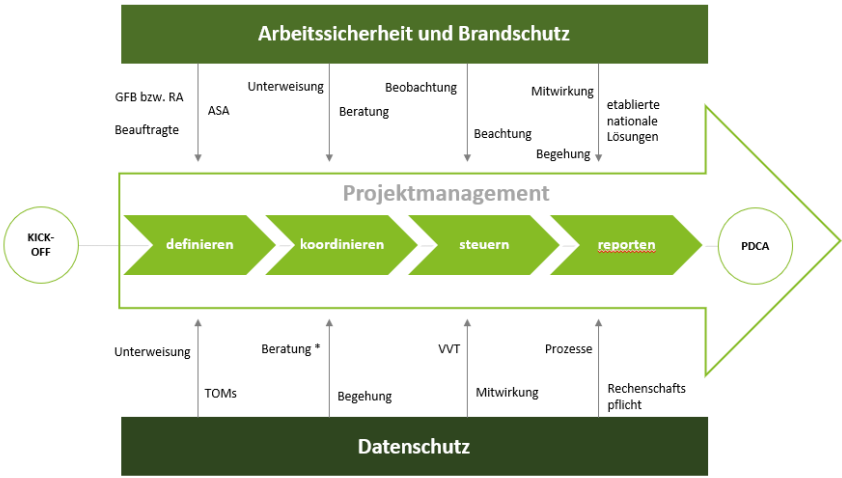 Arbeitssicherheit und Brandschutz
GFB bzw. RA
Beauftragte
ASA
Unterweisung
Beratung
Beobachtung
Beachtung
Mitwirkung
Begehung
etablierte
nationale
Lösungen
Projektmanagement
KICK-
OFF
definieren
koordinieren
steuern
reporten
PDCA
Unterweisung
TOMs
Beratung *
Begehung
VVT
Mitwirkung
Prozesse
Rechenschafts
pflicht
Datenschutz